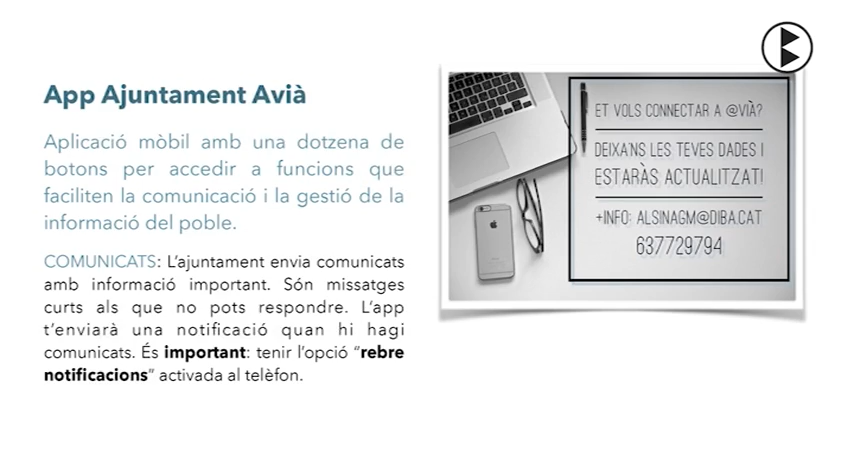 App Ajuntament Avià
Aplicació mòbil amb una dotzena de
botons per accedir a funcions que
faciliten la comunicació i la gestió de la
informació del poble.
COMUNICATS: L'ajuntament envia comunicats
amb informació important. Són missatges
curts als que no pots respondre. L'app
t'enviarà una notificació quan hi hagi
comunicats. És important: tenir l'opció "rebre
notificacions" activada al telèfon.
ET VOLS CONNECTAR A @VIÀ?
DEIXANS LES TEVES DADES I
ESTARÀS ACTUALITZAT!
+INFO: ALSINAGM@DIBA.CAT
637729794